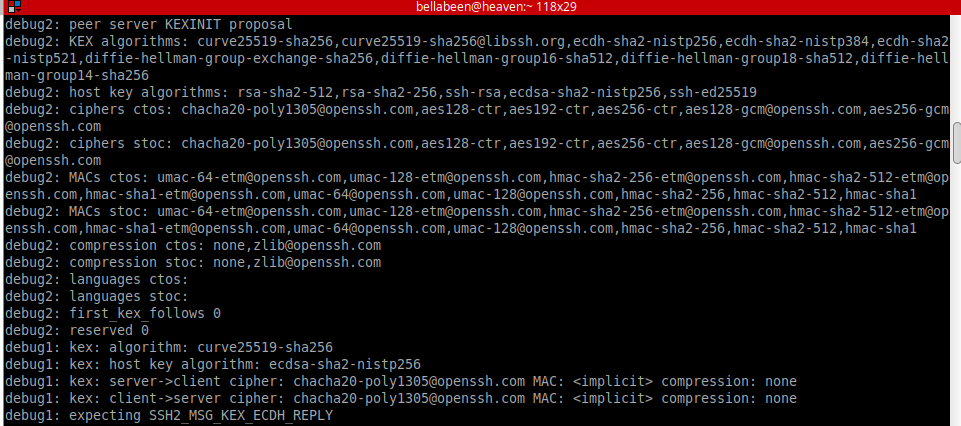 bellabeen@heaven:~ 118x29
debug2: peer server KEXINIT proposal
debug2: KEX algorithms: curve25519-sha256,curve25519-sha256@libssh.org,ecdh-sha2-nistp256,ecdh-sha2-nistp384,ecdh-sha2
-nistp521,diffie-hellman-group-exchange-sha256,diffie-hellman-group16-sha512,diffie-hellman-group18-sha512,diffie-hell
man-group14-sha256
debug2: host key algorithms: rsa-sha2-512,rsa-sha2-256,ssh-rsa,ecdsa-sha2-nistp256,ssh-ed25519
debug2: ciphers ctos: chacha20-poly1305@openssh.com,aes128-ctr,aes192-ctr,aes256-ctr,aes128-gcm@openssh.com,aes256-gcm
@openssh.com
debug2: ciphers stoc: chacha20-poly1305@openssh.com,aes128-ctr,aes192-ctr,aes256-ctr,aes128-gcm@openssh.com,aes256-gcm
@openssh.com
debug2: MACs ctos: umac-64-etm@openssh.com,umac-128-etm@openssh.com,hmac-sha2-256-etm@openssh.com,hmac-sha2-512-etm@op
enssh.com,hmac-sha1-etm@openssh.com,umac-64@openssh.com,umac-128@openssh.com,hmac-sha2-256,hmac-sha2-512,hmac-sha1
debug2: MACs stoc: umac-64-etm@openssh.com,umac-128-etm@openssh.com,hmac-sha2-256-etm@openssh.com,hmac-sha2-512-etm@op
enssh.com,hmac-sha1-etm@openssh.com,umac-64@openssh.com,umac-128@openssh.com,hmac-sha2-256,hmac-sha2-512,hmac-sha1
debug2: compression ctos: none,zlib@openssh.com
debug2: compression stoc: none,zlib@openssh.com
debug2: languages ctos:
debug2: languages stoc:
debug2: first_kex_follows 0
debug2: reserved 0
debug1: kex: algorithm: curve25519-sha256
debug1: kex: host key algorithm: ecdsa-sha2-nistp256
debug1: kex: server->client cipher: chacha20-poly1305@openssh.com MAC: <implicit> compression: none
debug1: kex: client->server cipher: chacha20-poly1305@openssh.com MAC: <implicit> compression: none
debug1: expecting SSH2_MSG_KEX_ECDH_REPLY